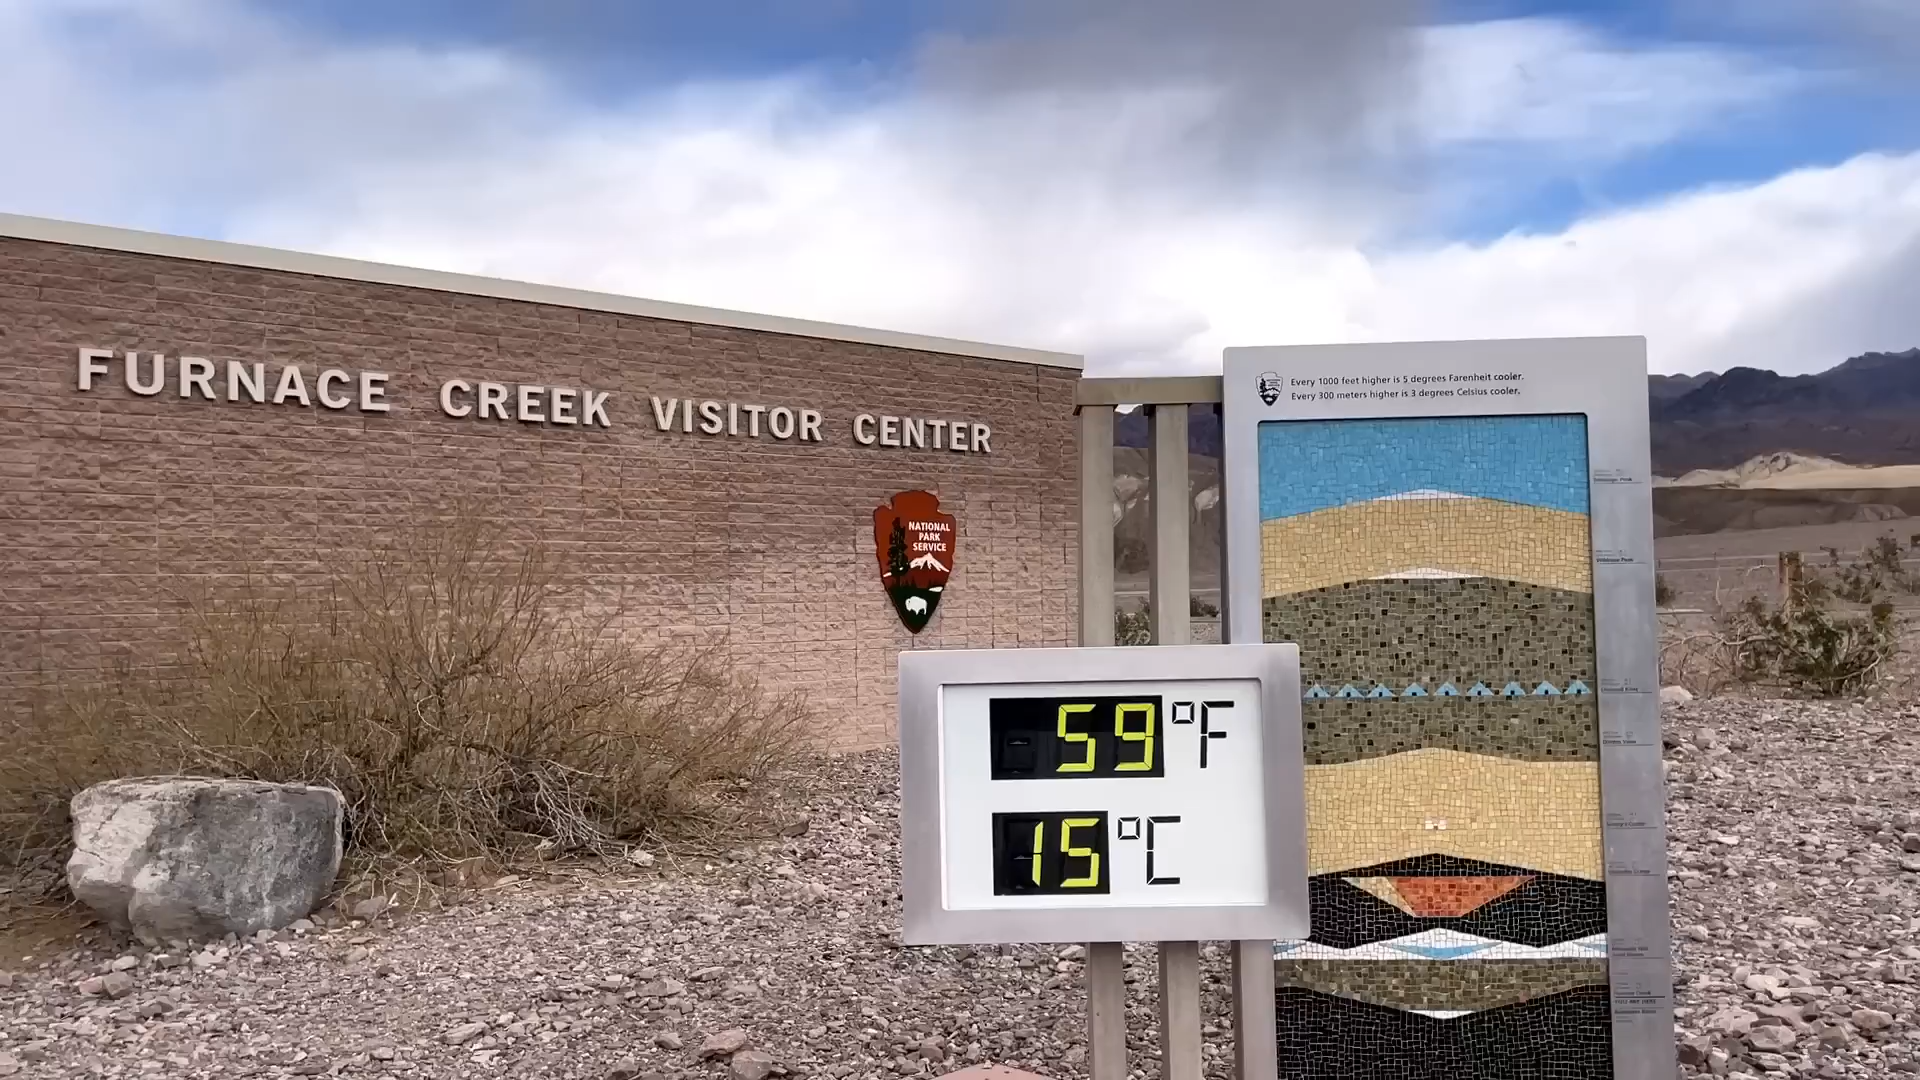 FURNACE CREEK VISITOR CENTER
NATIONAL
PARK
SERVICE
Every 1000 feet higher is 5 degrees Farenheit cooler.
Every 300 meters higher is 3 degrees Celsius cooler.
59°F
15°C